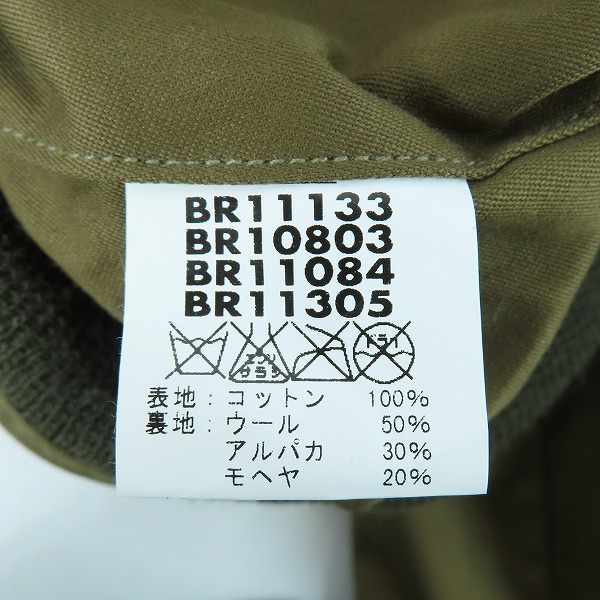 BR11133
BR10803
BR11084
BR11305
エンソ サラシ ドライ
表地：コットン 100%
裏地：ウール 50%
アルパカ 30%
モヘヤ 20%